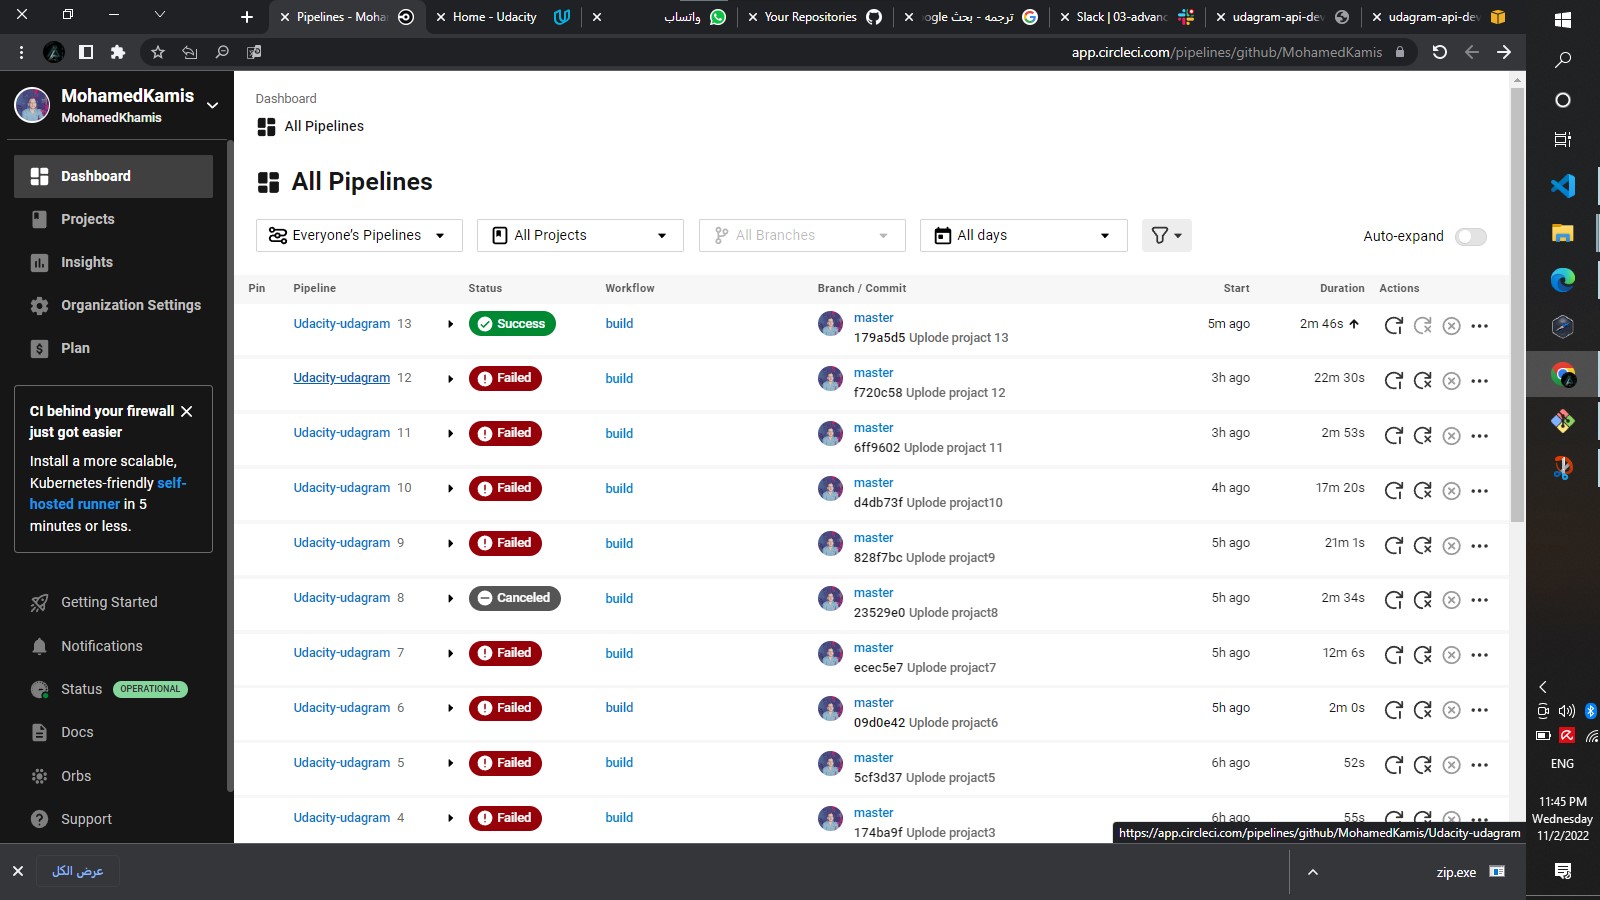 Pipelines - Moha
Home - Udacity
واتساب
Your Repositories
ترجمه - بحث Google
Slack | 03-advanc
udagram-api-dev
udagram-api-dev
app.circleci.com/pipelines/github/MohamedKamis
MohamedKamis
MohamedKhamis
Dashboard
Projects
Insights
Organization Settings
Plan
CI behind your firewall
just got easier
Install a more scalable,
Kubernetes-friendly self-
hosted runner in 5
minutes or less.
Getting Started
Notifications
Status OPERATIONAL
Docs
Orbs
Support
Dashboard
All Pipelines
All Pipelines
Everyone's Pipelines
All Projects
All Branches
All days
Auto-expand
Pin Pipeline Status Workflow Branch / Commit Start Duration Actions
Udacity-udagram 13 Success build master 5m ago 2m 46s
179a5d5 Uplode projact 13
Udacity-udagram 12 Failed build master 3h ago 22m 30s
f720c58 Uplode projact 12
Udacity-udagram 11 Failed build master 3h ago 2m 53s
6ff9602 Uplode projact 11
Udacity-udagram 10 Failed build master 4h ago 17m 20s
d4db73f Uplode projact10
Udacity-udagram 9 Failed build master 5h ago 21m 1s
828f7bc Uplode projact9
Udacity-udagram 8 Canceled build master 5h ago 2m 34s
23529e0 Uplode projact8
Udacity-udagram 7 Failed build master 5h ago 12m 6s
ecec5e7 Uplode projact7
Udacity-udagram 6 Failed build master 5h ago 2m 0s
09d0e42 Uplode projact6
Udacity-udagram 5 Failed build master 6h ago 52s
5cf3d37 Uplode projact5
Udacity-udagram 4 Failed build master 6h ago 55s
174ba9f Uplode projact3
https://app.circleci.com/pipelines/github/MohamedKamis/Udacity-udagram
عرض الكل
zip.exe
ENG
11:45 PM
Wednesday
11/2/2022